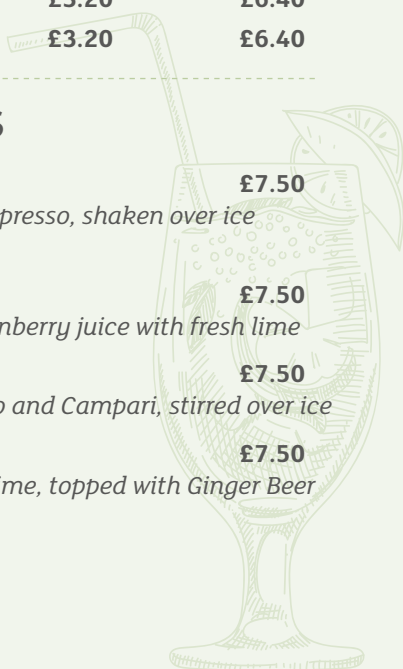 £3.20 £6.40
£3.20 £6.40
£7.50
presso, shaken over ice
£7.50
nberry juice with fresh lime
£7.50
and Campari, stirred over ice
£7.50
me, topped with Ginger Beer